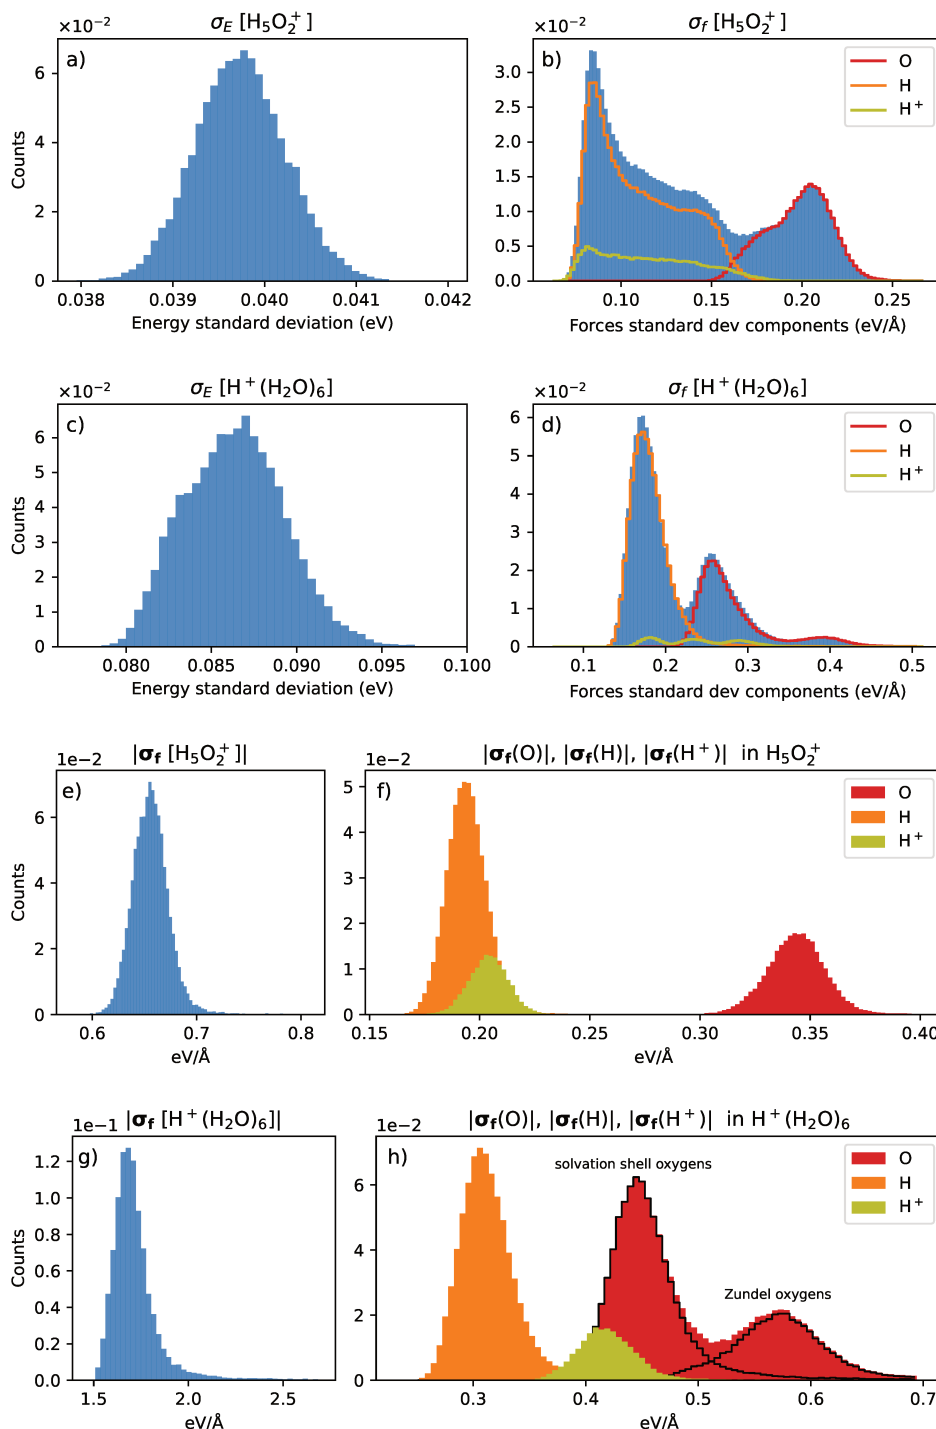 ×10⁻²
σ_E [H₅O₂⁺]
a)
Counts
6
4
2
0
0.038 0.039 0.040 0.041 0.042
Energy standard deviation (eV)
×10⁻²
σ_f [H₅O₂⁺]
b)
O
H
H⁺
3.0
2.5
2.0
1.5
1.0
0.5
0.0
0.10 0.15 0.20 0.25
Forces standard dev components (eV/Å)
×10⁻²
σ_E [H⁺(H₂O)₆]
c)
Counts
6
5
4
3
2
1
0
0.080 0.085 0.090 0.095 0.100
Energy standard deviation (eV)
×10⁻²
σ_f [H⁺(H₂O)₆]
d)
O
H
H⁺
6
5
4
3
2
1
0
0.1 0.2 0.3 0.4 0.5
Forces standard dev components (eV/Å)
1e−2
|σ_f [H₅O₂⁺]|
e)
Counts
6
4
2
0
0.6 0.7 0.8
eV/Å
1e−2
|σ_f(O)|, |σ_f(H)|, |σ_f(H⁺)| in H₅O₂⁺
f)
O
H
H⁺
5
4
3
2
1
0
0.15 0.20 0.25 0.30 0.35 0.40
eV/Å
1e−1
|σ_f [H⁺(H₂O)₆]|
g)
Counts
1.2
1.0
0.8
0.6
0.4
0.2
0.0
1.5 2.0 2.5
eV/Å
6e−2
|σ_f(O)|, |σ_f(H)|, |σ_f(H⁺)| in H⁺(H₂O)₆
h)
solvation shell oxygens
O
H
H⁺
Zundel oxygens
6
4
2
0
0.3 0.4 0.5 0.6 0.7
eV/Å